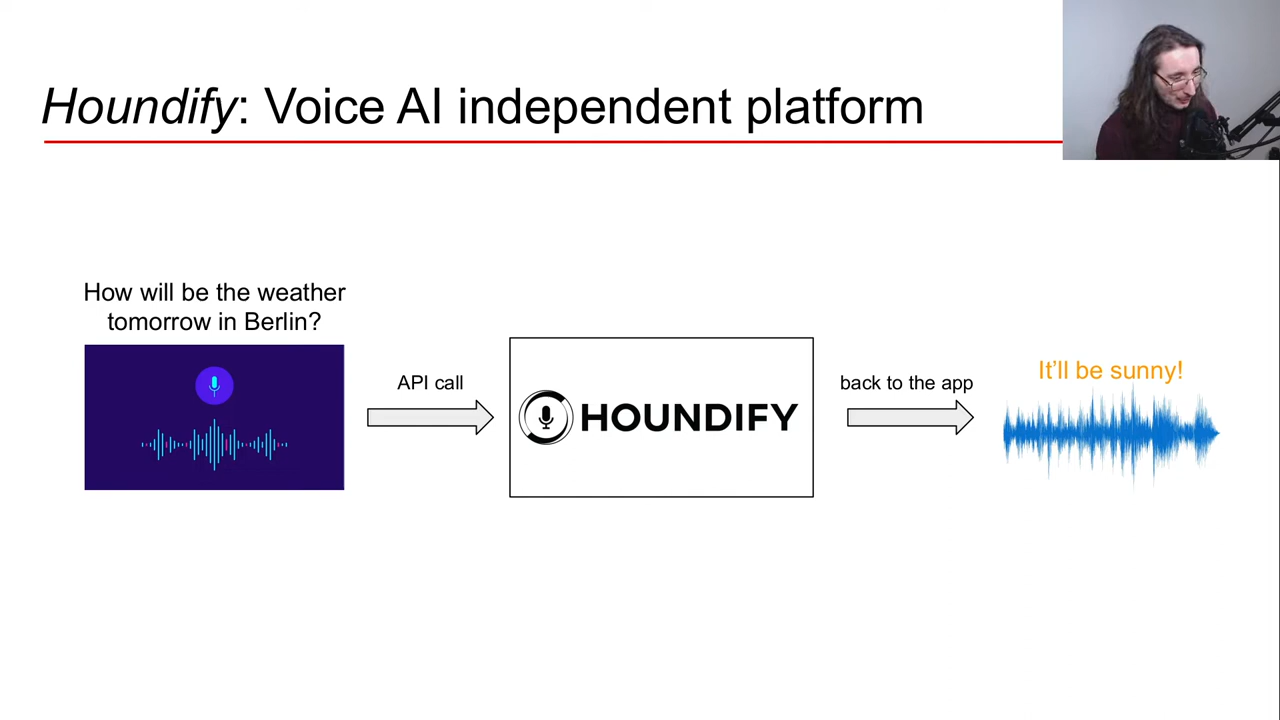 Houndify: Voice AI independent platform
How will be the weather
tomorrow in Berlin?
API call
HOUNDIFY
back to the app
It'll be sunny!